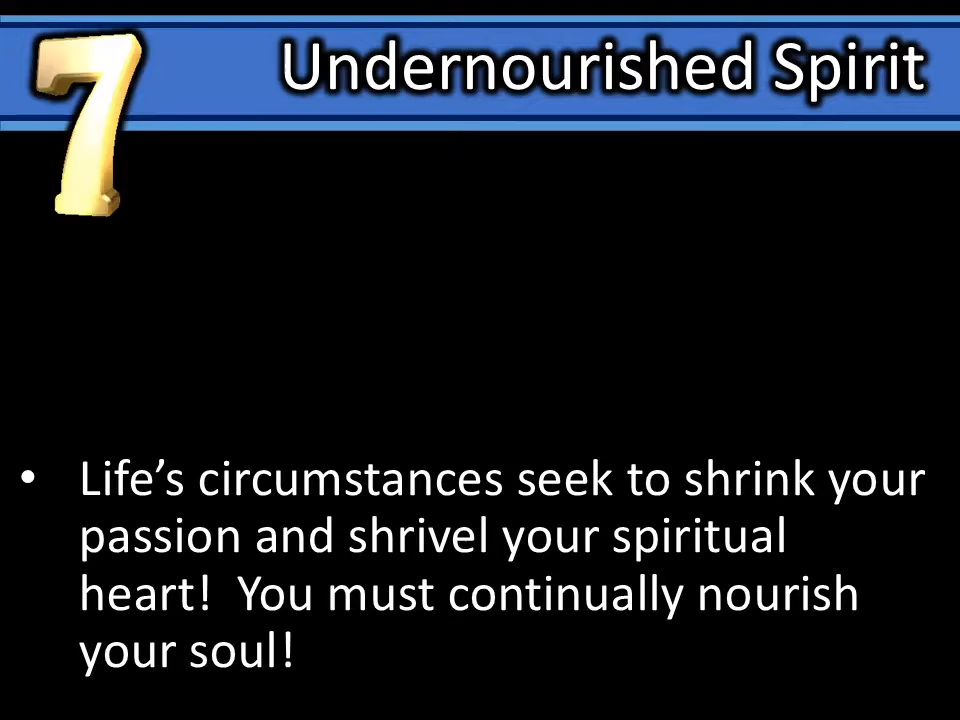 7
Undernourished Spirit
• Life’s circumstances seek to shrink your
passion and shrivel your spiritual
heart!  You must continually nourish
your soul!